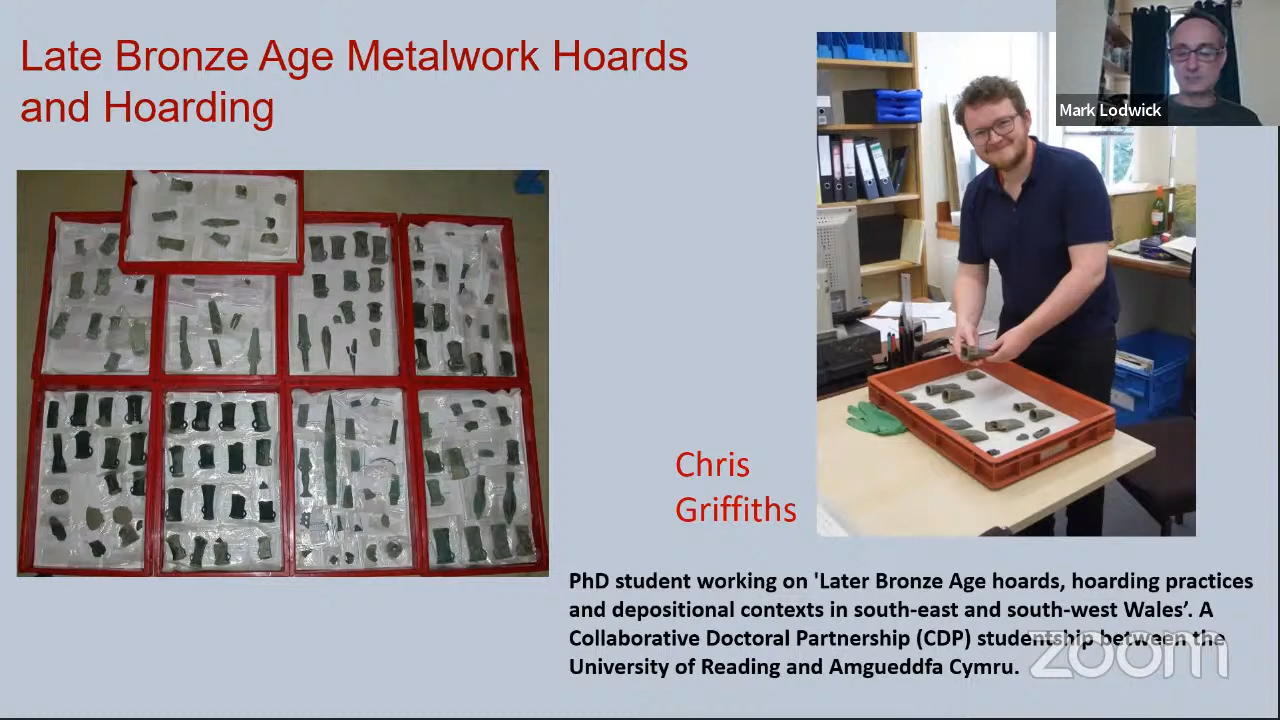 Late Bronze Age Metalwork Hoards
and Hoarding
Mark Lodwick
Chris
Griffiths
PhD student working on 'Later Bronze Age hoards, hoarding practices
and depositional contexts in south-east and south-west Wales’. A
Collaborative Doctoral Partnership (CDP) studentship between the
University of Reading and Amgueddfa Cymru.
zoom